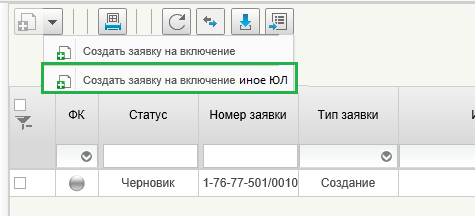 Создать заявку на включение
Создать заявку на включение иное ЮЛ
ФК Статус Номер заявки Тип заявки
Черновик 1-76-77-501/0010 Создание